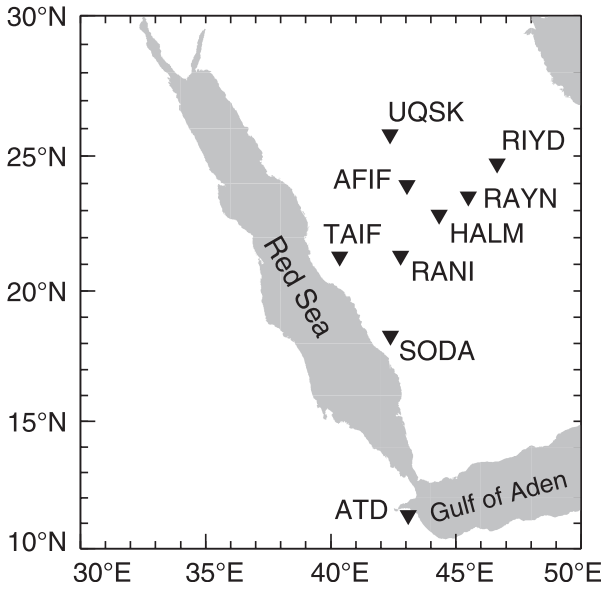 30°N
UQSK
RIYD
25°N
AFIF
RAYN
TAIF
HALM
Red Sea
RANI
20°N
SODA
15°N
ATD
Gulf of Aden
10°N
30°E 35°E 40°E 45°E 50°E